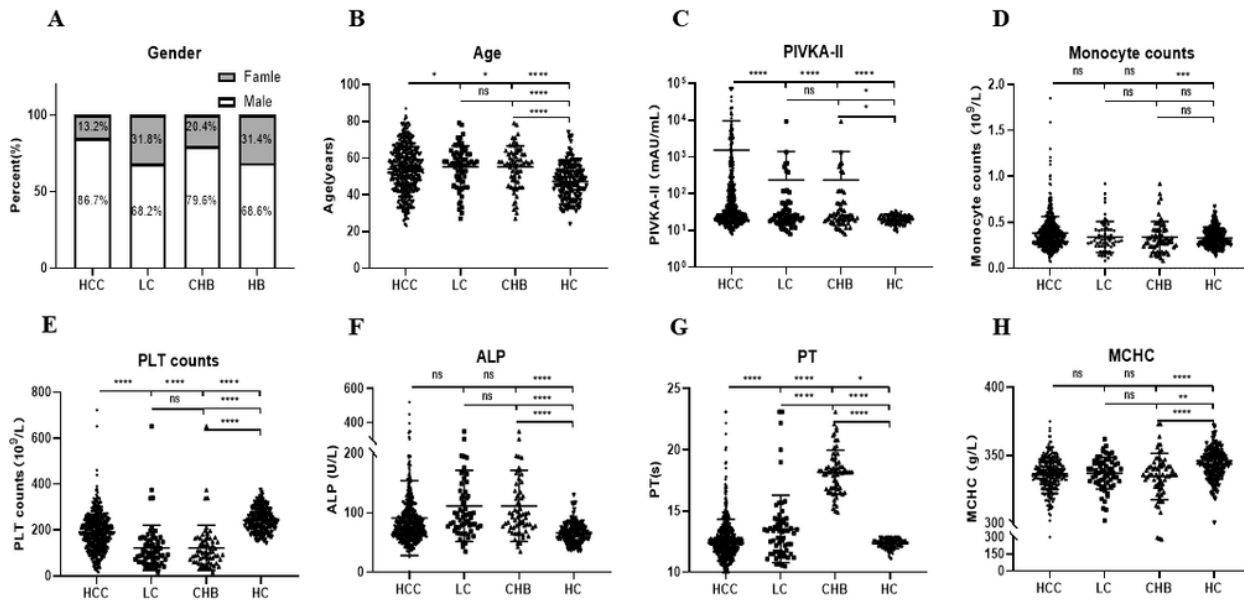 A
Gender
Famle
Male
Percent(%)
100
50
0
13.2%
31.8%
20.4%
31.4%
86.7%
68.2%
79.6%
68.6%
HCC LC CHB HB
B
Age
* * ****
ns ****
****
Age(years)
100
80
60
40
20
0
HCC LC CHB HC
C
PIVKA-II
**** **** ****
ns *
*
PIVKA-II (mAU/mL)
10⁵
10⁴
10³
10²
10¹
10⁰
HCC LC CHB HC
D
Monocyte counts
ns ns ***
ns ns
ns
Monocyte counts (10⁹/L)
2.0
1.5
1.0
0.5
0.0
HCC LC CHB HC
E
PLT counts
**** **** ****
ns ****
****
PLT counts (10⁹/L)
800
600
400
200
0
HCC LC CHB HC
F
ALP
ns ns ****
ns ****
****
ALP (U/L)
600
400
200
100
0
HCC LC CHB HC
G
PT
**** **** *
**** ****
****
PT(s)
25
20
15
10
HCC LC CHB HC
H
MCHC
ns ns ****
ns **
****
MCHC (g/L)
400
350
300
300
150
0
HCC LC CHB HC